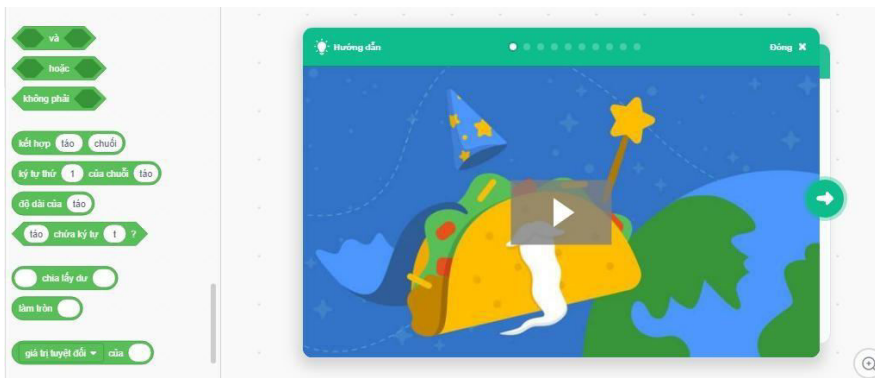 và
hoặc
không phải
kết hợp táo chuối
ký tự thứ 1 của chuỗi táo
độ dài của táo
táo chứa ký tự t ?
chia lấy dư
làm tròn
giá trị tuyệt đối của
Hướng dẫn
Đóng